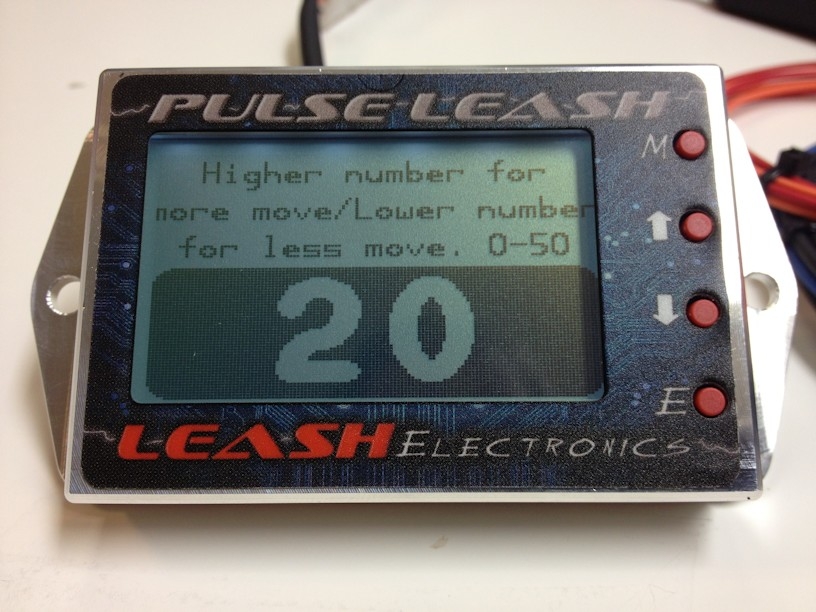 PULSE-LEASH
M
Higher number for
more move/Lower number
for less move. 0-50
20
E
LEASH ELECTRONICS